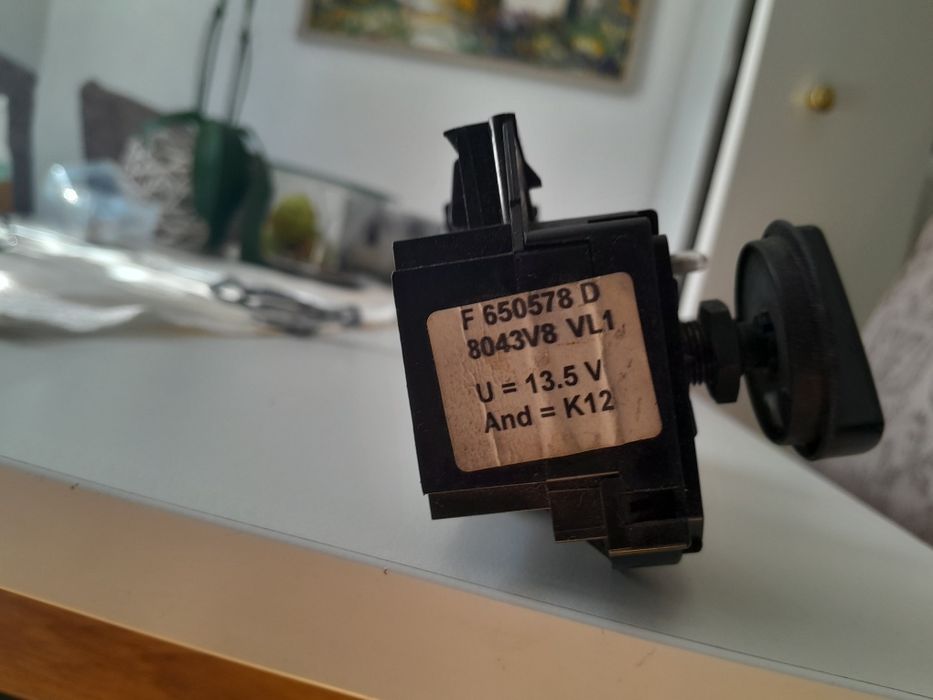 F 650578 D
8043V8 VL1
U = 13.5 V
And = K12